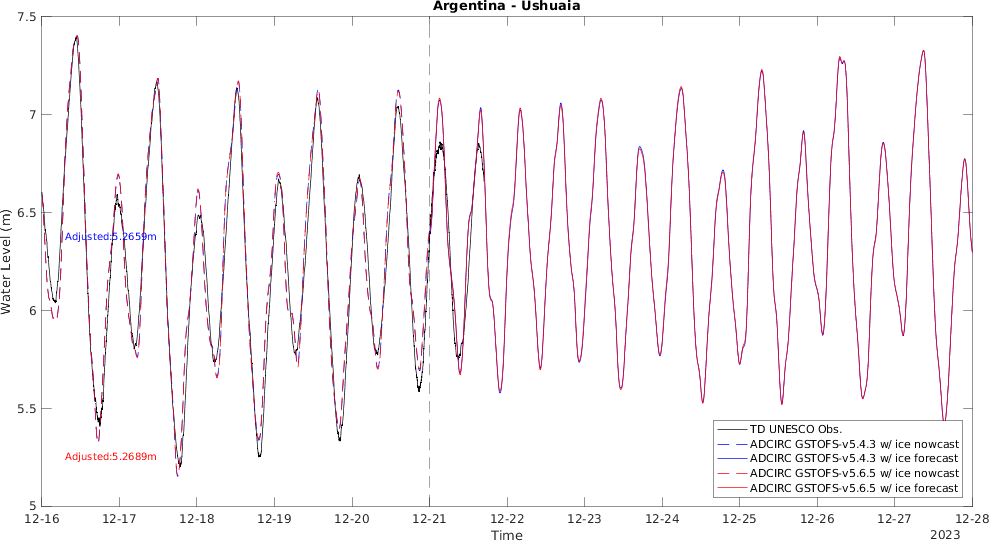 Argentina - Ushuaia
7.5
7
6.5
6
5.5
5
Water Level (m)
Adjusted:5.2659m
Adjusted:5.2689m
TD UNESCO Obs.
ADCIRC GSTOFS-v5.4.3 w/ ice nowcast
ADCIRC GSTOFS-v5.4.3 w/ ice forecast
ADCIRC GSTOFS-v5.6.5 w/ ice nowcast
ADCIRC GSTOFS-v5.6.5 w/ ice forecast
12-16 12-17 12-18 12-19 12-20 12-21 12-22 12-23 12-24 12-25 12-26 12-27 12-28
Time
2023